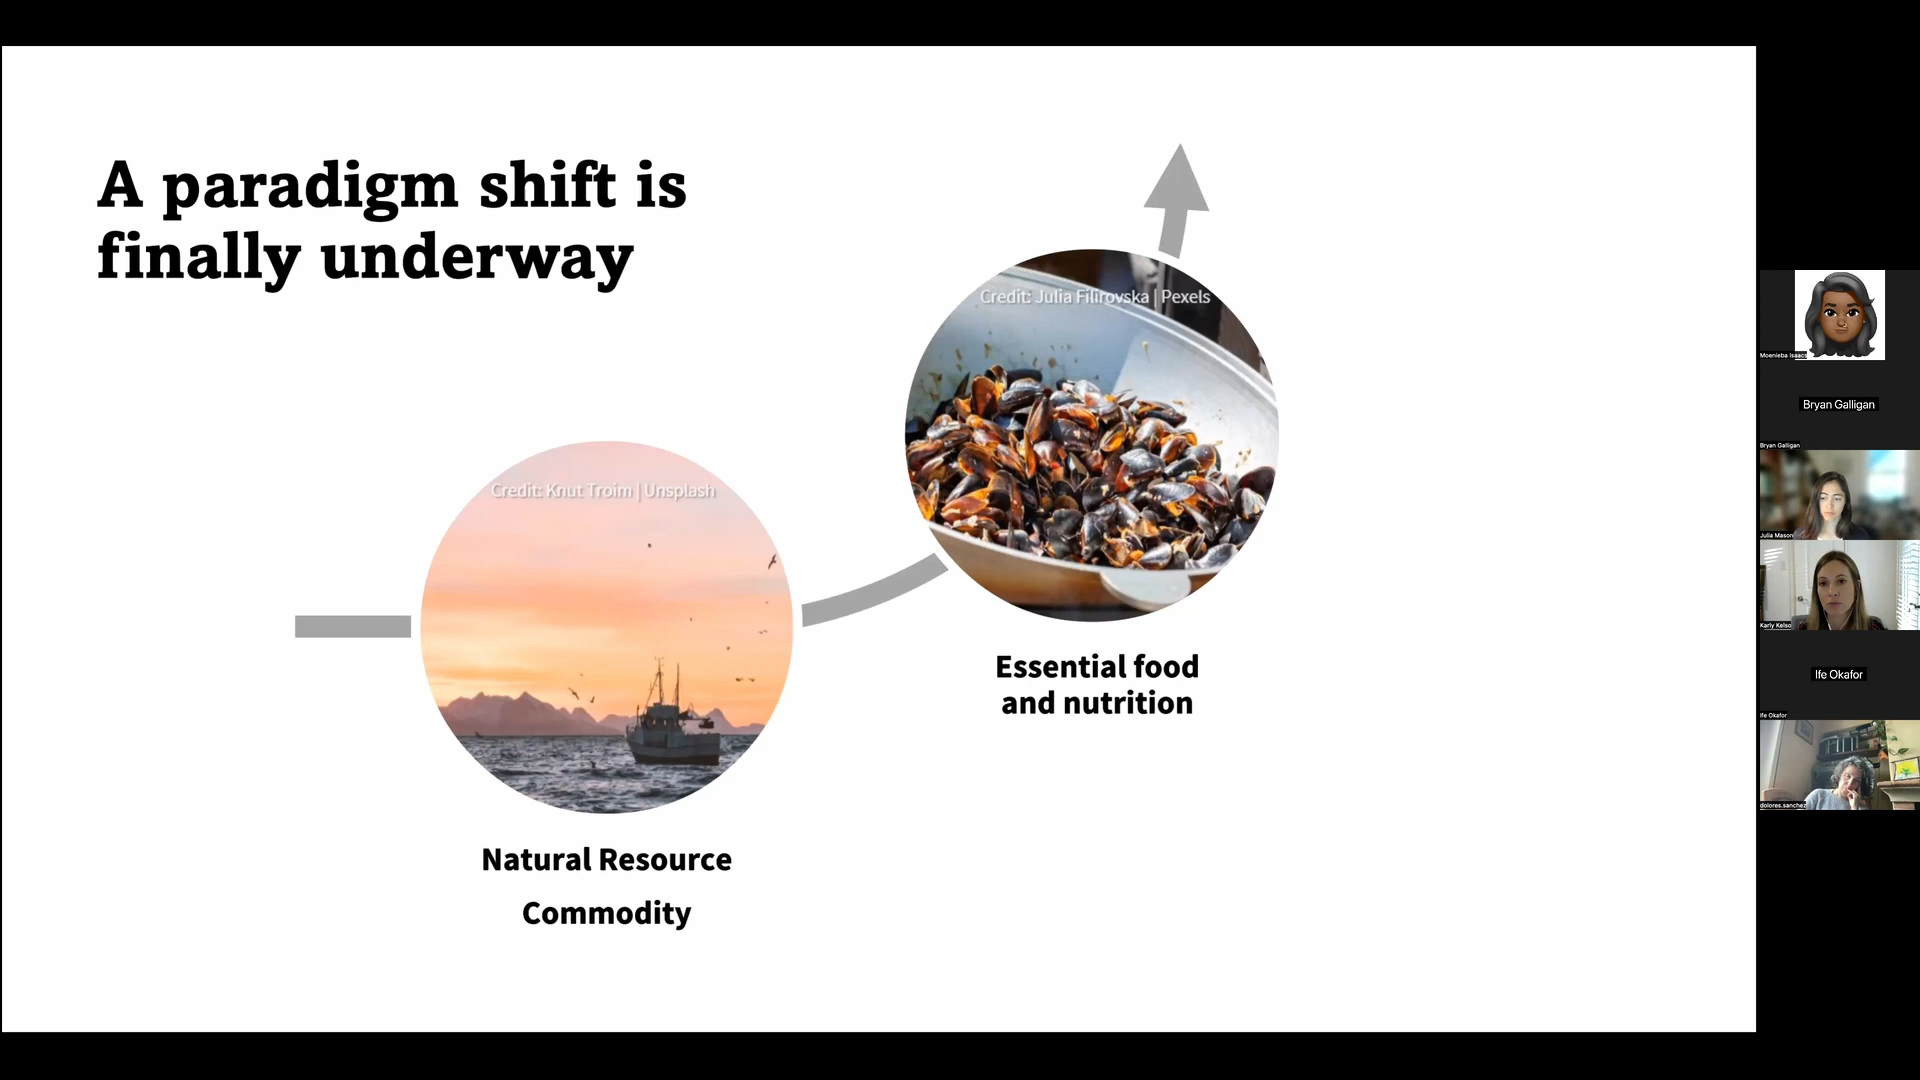 A paradigm shift is
finally underway
Credit: Julia Filirovska | Pexels
Credit: Knut Troim | Unsplash
Essential food
and nutrition
Natural Resource
Commodity
Moenieba Isaacs
Bryan Galligan
Bryan Galligan
Julia Mason
Karly Kelso
Ife Okafor
Ife Okafor
dolores.sanchez